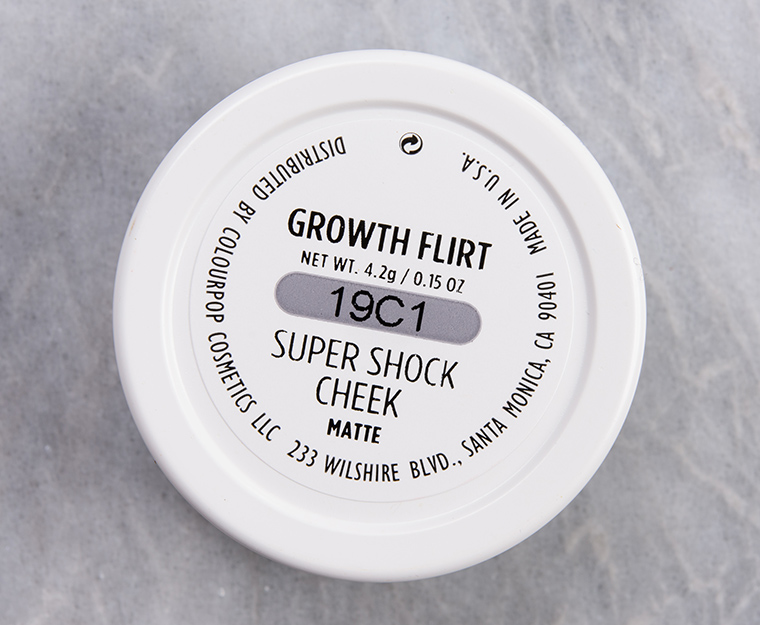 GROWTH FLIRT
NET WT. 4.2g / 0.15 OZ
19C1
SUPER SHOCK
CHEEK
MATTE
DISTRIBUTED BY COLOURPOP COSMETICS LLC 233 WILSHIRE BLVD., SANTA MONICA, CA 90401 MADE IN U.S.A.